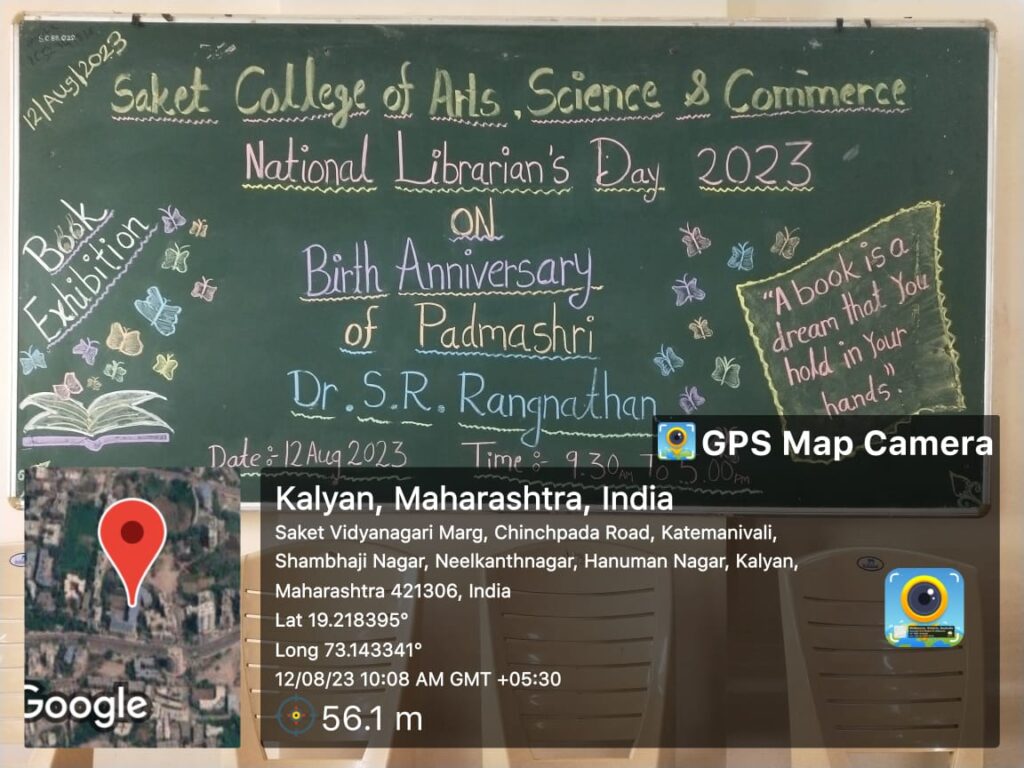 12/Aug/2023
Saket College of Arts, Science & Commerce
National Librarian's Day 2023
ON
Birth Anniversary
of Padmashri
Dr. S.R. Rangnathan
Date :- 12 Aug 2023 Time :- 9.30 AM To 5.00 PM
Book
Exhibition
"A book is a
dream that You
hold in Your
hands".
GPS Map Camera
Kalyan, Maharashtra, India
Saket Vidyanagari Marg, Chinchpada Road, Katemanivali,
Shambhaji Nagar, Neelkanthnagar, Hanuman Nagar, Kalyan,
Maharashtra 421306, India
Lat 19.218395°
Long 73.143341°
12/08/23 10:08 AM GMT +05:30
56.1 m
Google